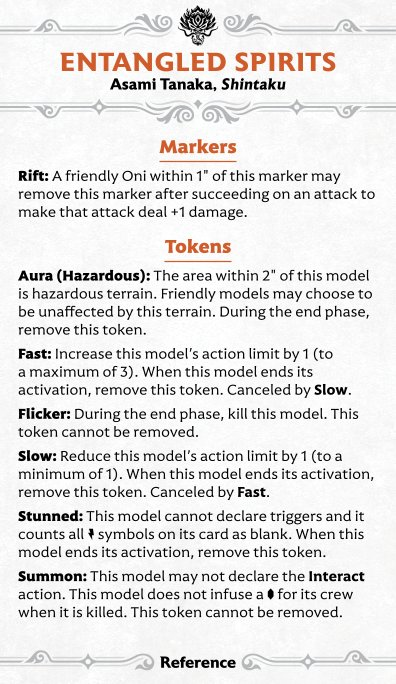 ENTANGLED SPIRITS
Asami Tanaka, Shintaku
Markers
Rift: A friendly Oni within 1" of this marker may
remove this marker after succeeding on an attack to
make that attack deal +1 damage.
Tokens
Aura (Hazardous): The area within 2" of this model
is hazardous terrain. Friendly models may choose to
be unaffected by this terrain. During the end phase,
remove this token.
Fast: Increase this model's action limit by 1 (to
a maximum of 3). When this model ends its
activation, remove this token. Canceled by Slow.
Flicker: During the end phase, kill this model. This
token cannot be removed.
Slow: Reduce this model's action limit by 1 (to a
minimum of 1). When this model ends its activation,
remove this token. Canceled by Fast.
Stunned: This model cannot declare triggers and it
counts all symbols on its card as blank. When this
model ends its activation, remove this token.
Summon: This model may not declare the Interact
action. This model does not infuse a for its crew
when it is killed. This token cannot be removed.
Reference